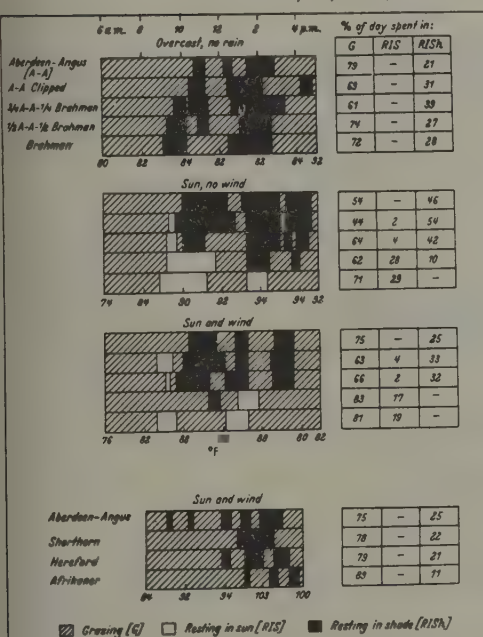 6 a.m. 10 12 2 4 p.m.
% of day spent in:
Overcast, no rain
G RIS RISh
Aberdeen-Angus [A-A] 79 - 21
A-A Clipped 69 - 31
3/4 A-A-1/4 Brahman 61 - 39
1/2 A-A-1/2 Brahman 74 - 27
Brahman 72 - 28
80 82 84 86 88 84 92
Sun, no wind
54 - 46
44 2 54
64 4 42
62 28 10
71 29 -
74 84 90 92 94 94 92
Sun and wind
75 - 25
63 4 33
66 2 32
83 17 -
81 19 -
76 88 88 80 82
°F
Sun and wind
Aberdeen-Angus 75 - 25
Shorthorn 78 - 22
Hereford 79 - 21
Afrikaner 89 - 11
84 92 94 103 100
Grazing [G] Resting in sun [RIS] Resting in shade [RISh]